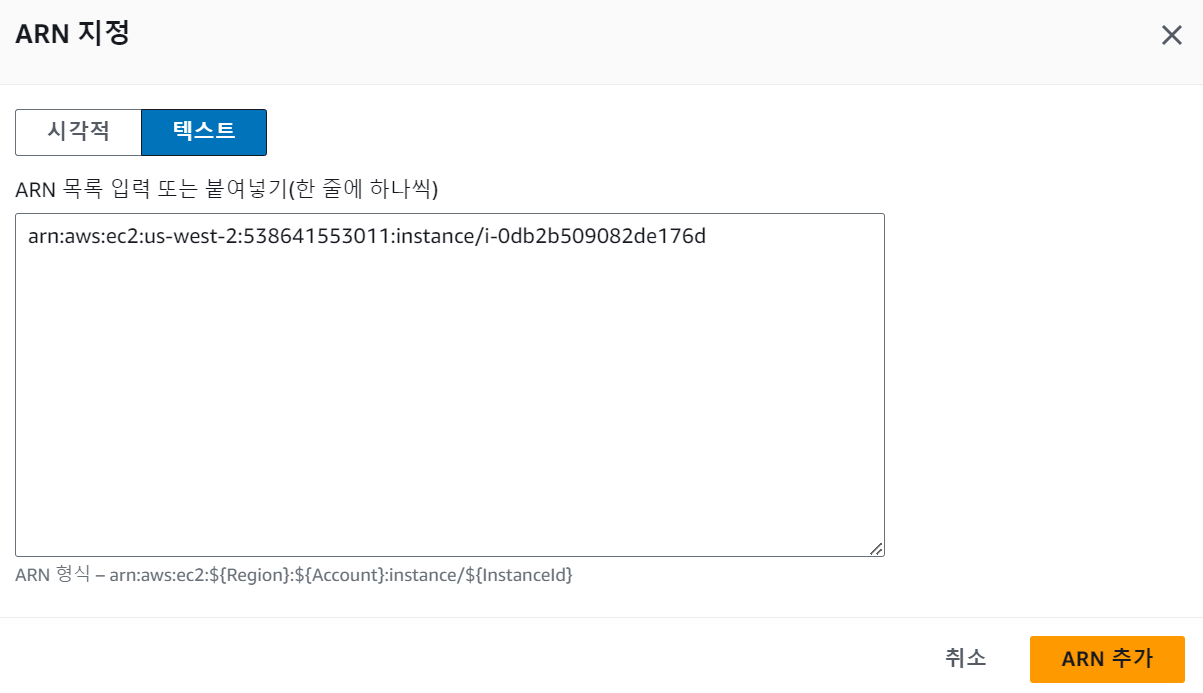 ARN 지정
시각적 텍스트
ARN 목록 입력 또는 붙여넣기(한 줄에 하나씩)
arn:aws:ec2:us-west-2:538641553011:instance/i-0db2b509082de176d
ARN 형식 – arn:aws:ec2:${Region}:${Account}:instance/${InstanceId}
취소 ARN 추가